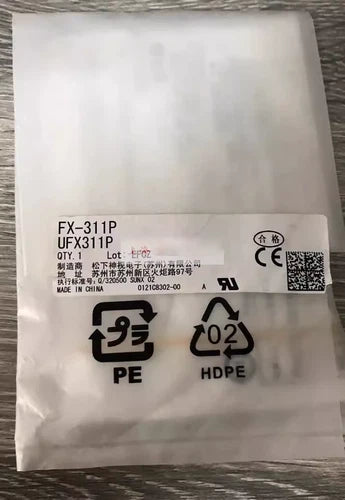 FX-311P
UFX311P
QTY.1 Lot: EFOZ
制造商 松下神视电子(苏州)有限公司
地 址 苏州市苏州新区火炬路97号
执行标准号: Q/320500 SUNX 02
MADE IN CHINA 0121C8302-00 A
合格
CE
プラ
PE
02
HDPE